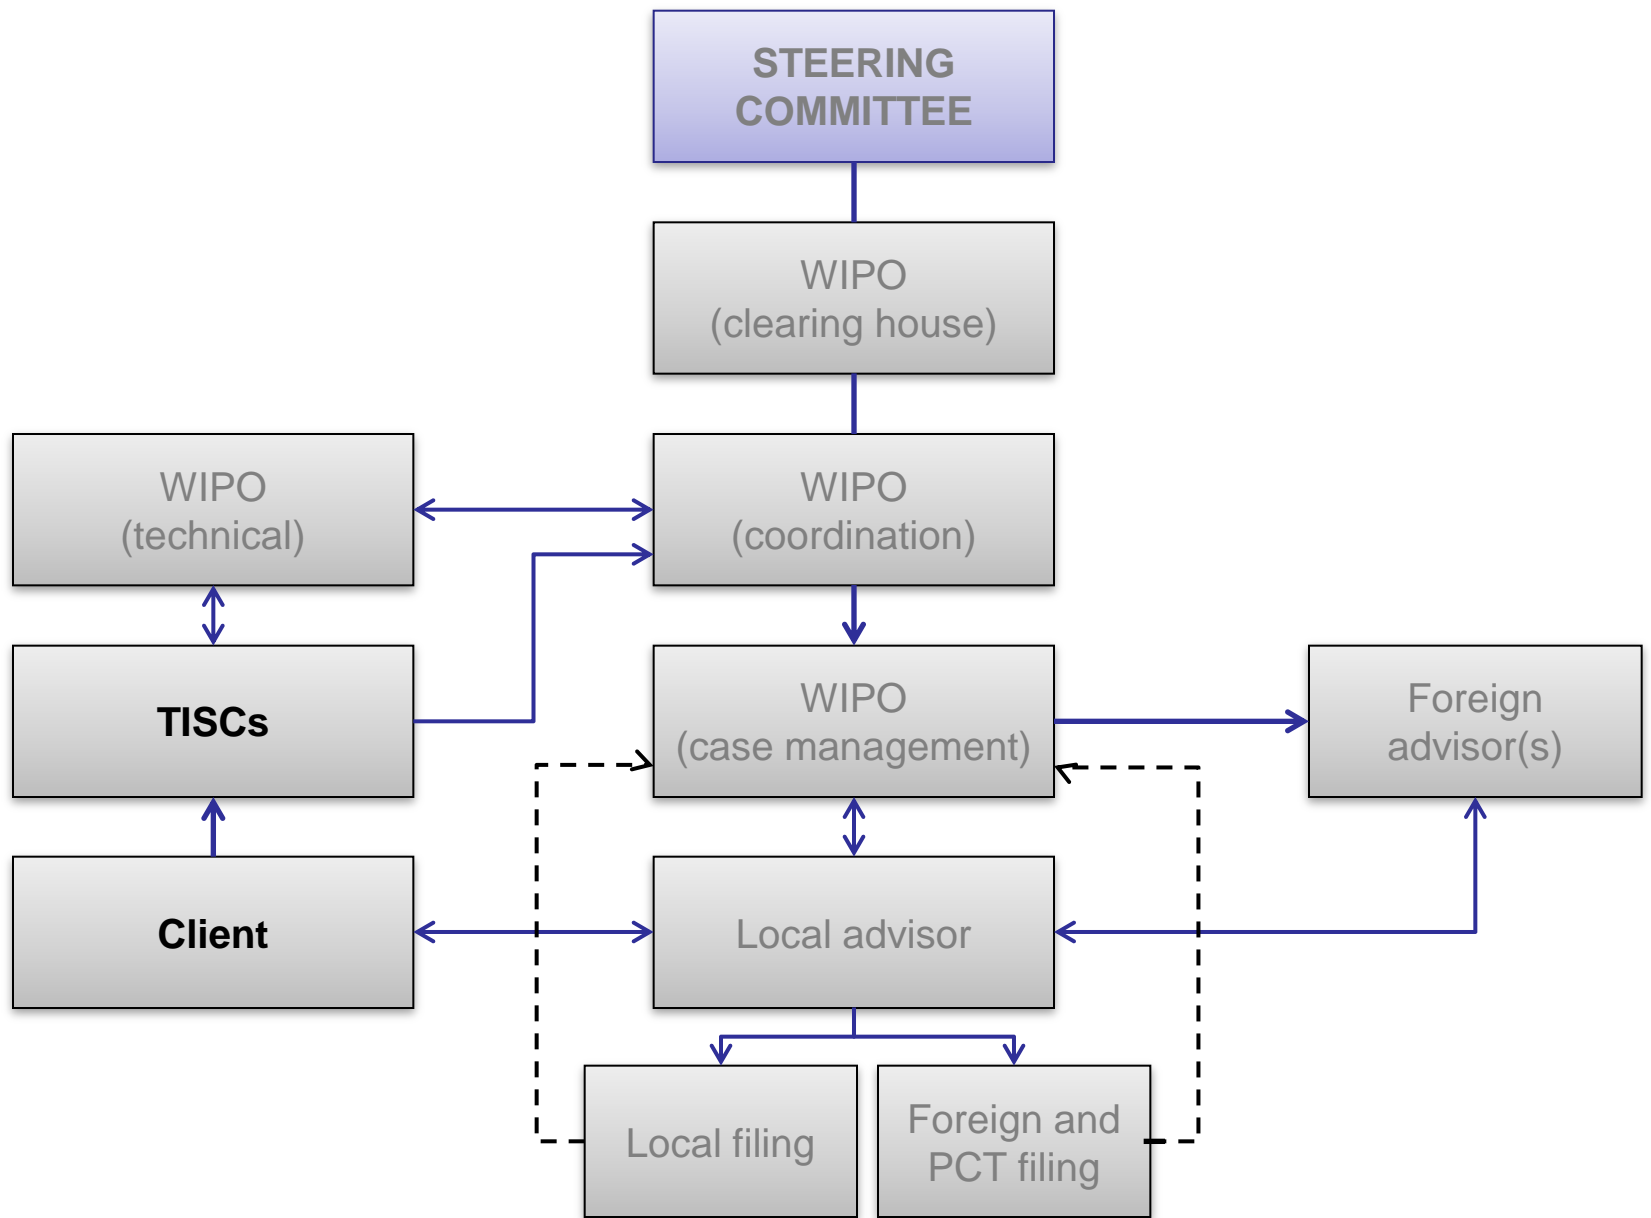 STEERING
COMMITTEE
WIPO
(clearing house)
WIPO
(technical)
WIPO
(coordination)
TISCs
WIPO
(case management)
Foreign
advisor(s)
Client
Local advisor
Local filing
Foreign and
PCT filing